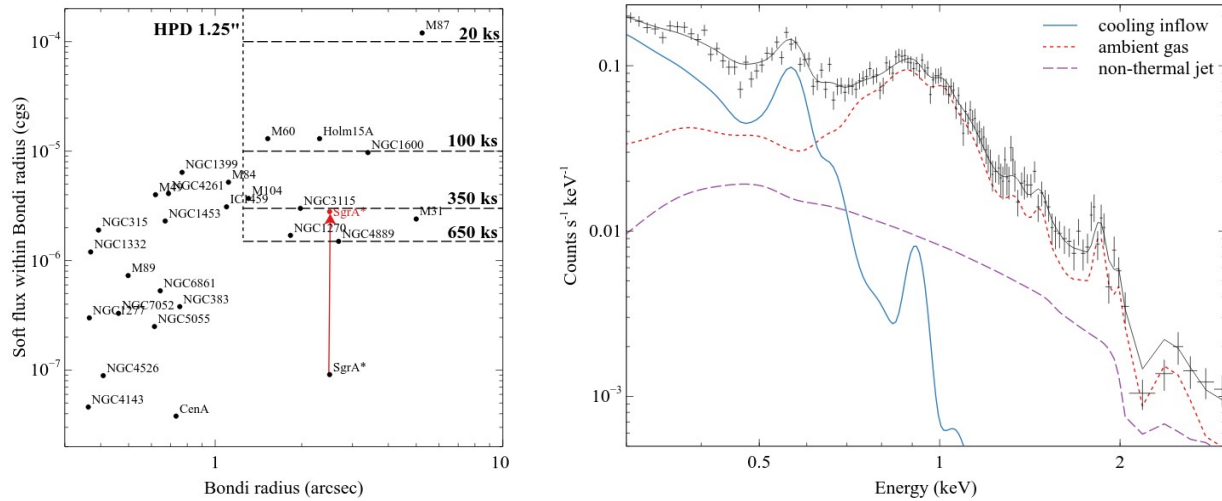 HPD 1.25"
M87
20 ks
M60
Holm15A
NGC1600
100 ks
NGC1399
M84
M49
NGC4261
M104
IC1459
350 ks
NGC3115
SgrA*
NGC315
NGC1453
M31
NGC1270
NGC4889
650 ks
NGC1332
M89
NGC6861
NGC7052
NGC383
NGC1277
NGC5055
NGC4526
SgrA*
NGC4143
CenA
10⁻⁴
10⁻⁵
10⁻⁶
10⁻⁷
Soft flux within Bondi radius (cgs)
1
10
Bondi radius (arcsec)
cooling inflow
ambient gas
non-thermal jet
0.1
0.01
10⁻³
Counts s⁻¹ keV⁻¹
0.5
1
2
Energy (keV)